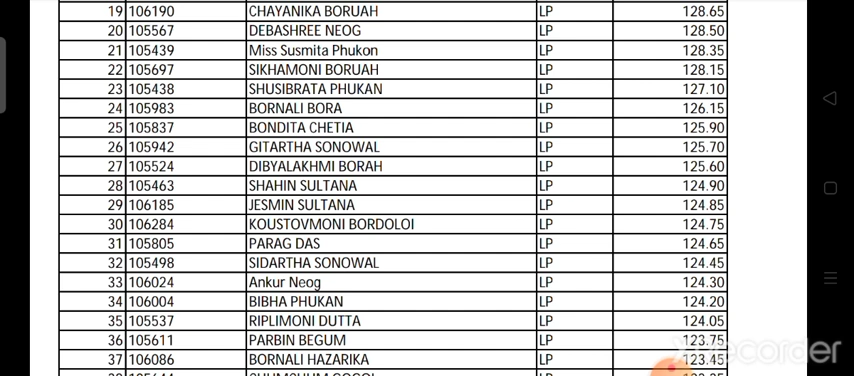 19 106190 CHAYANIKA BORUAH LP 128.65
20 105567 DEBASHREE NEOG LP 128.50
21 105439 Miss Susmita Phukon LP 128.35
22 105697 SIKHAMONI BORUAH LP 128.15
23 105438 SHUSIBRATA PHUKAN LP 127.10
24 105983 BORNALI BORA LP 126.15
25 105837 BONDITA CHETIA LP 125.90
26 105942 GITARTHA SONOWAL LP 125.70
27 105524 DIBYALAKHMI BORAH LP 125.60
28 105463 SHAHIN SULTANA LP 124.90
29 106185 JESMIN SULTANA LP 124.85
30 106284 KOUSTOVMONI BORDOLOI LP 124.75
31 105805 PARAG DAS LP 124.65
32 105498 SIDARTHA SONOWAL LP 124.45
33 106024 Ankur Neog LP 124.30
34 106004 BIBHA PHUKAN LP 124.20
35 105537 RIPLIMONI DUTTA LP 124.05
36 105611 PARBIN BEGUM LP 123.75
37 106086 BORNALI HAZARIKA LP 123.45